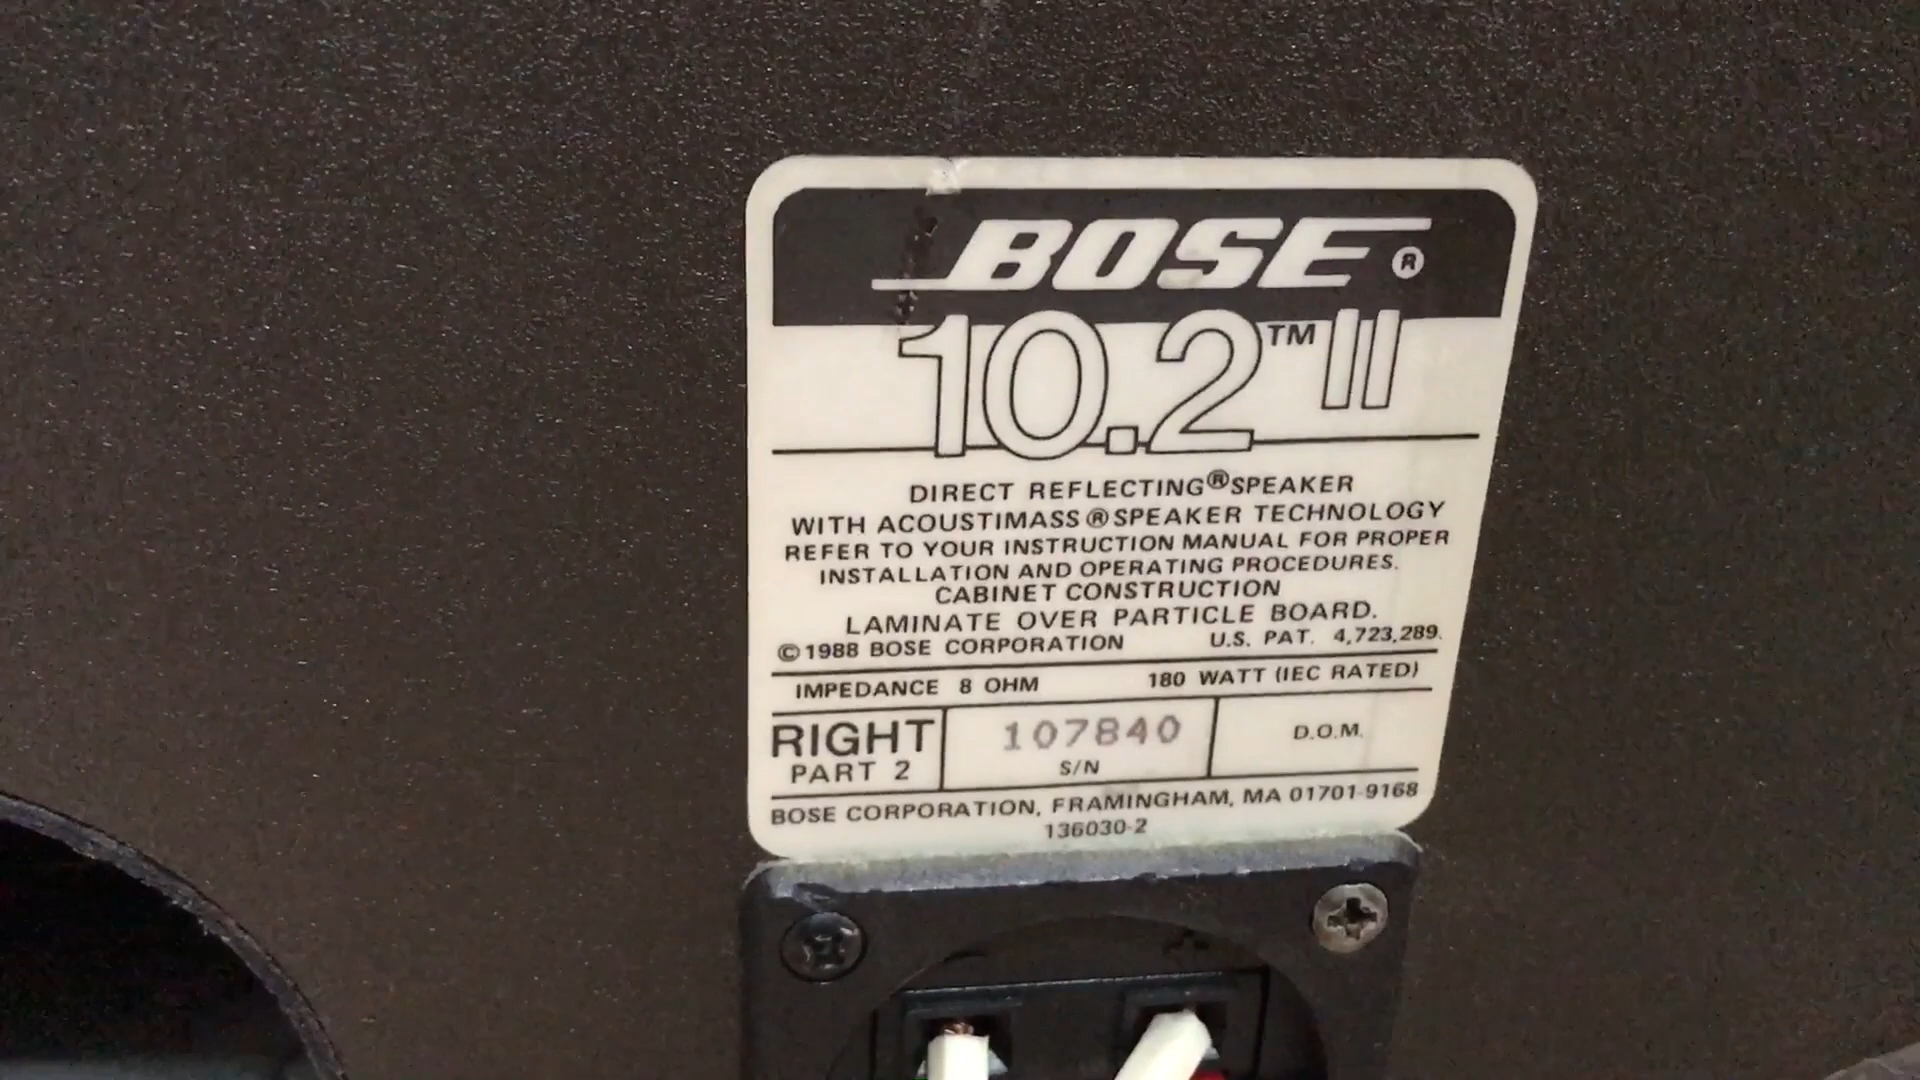 BOSE®
10.2™ II
DIRECT REFLECTING® SPEAKER
WITH ACOUSTIMASS® SPEAKER TECHNOLOGY
REFER TO YOUR INSTRUCTION MANUAL FOR PROPER
INSTALLATION AND OPERATING PROCEDURES.
CABINET CONSTRUCTION
LAMINATE OVER PARTICLE BOARD.
©1988 BOSE CORPORATION U.S. PAT. 4,723,289.
IMPEDANCE 8 OHM 180 WATT (IEC RATED)
RIGHT
PART 2
107840
S/N
D.O.M.
BOSE CORPORATION, FRAMINGHAM, MA 01701-9168
136030-2